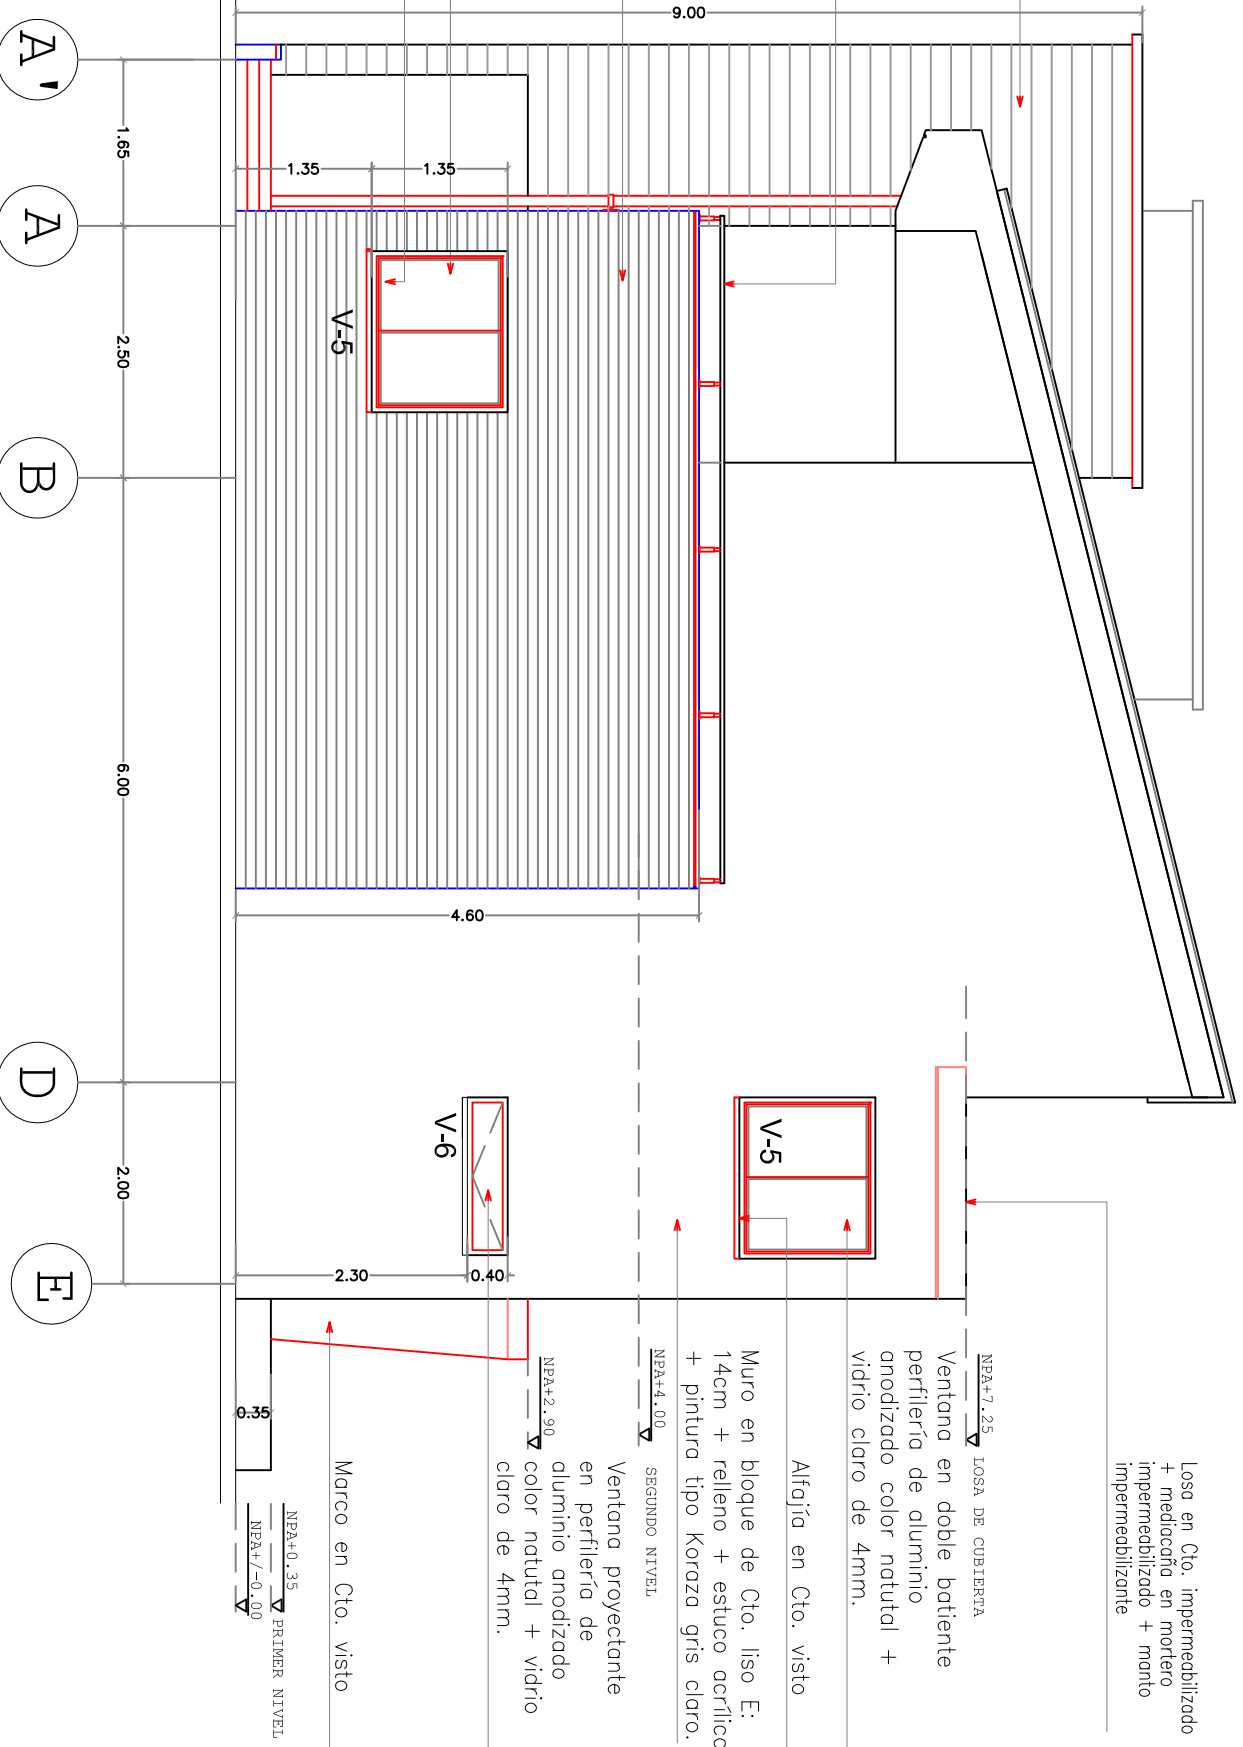 Losa en Cto. impermeabilizado
+ mediacaña en mortero
impermeabilizado + manto
impermeabilizante
NPA+7.25
LOSA DE CUBIERTA
Ventana en doble batiente
perfilería de aluminio
anodizado color natutal +
vidrio claro de 4mm.
Alfajía en Cto. visto
Muro en bloque de Cto. liso E:
14cm + relleno + estuco acrílico
+ pintura tipo Koraza gris claro.
NPA+4.00
SEGUNDO NIVEL
Ventana proyectante
en perfilería de
aluminio anodizado
color natutal + vidrio
claro de 4mm.
NPA+2.90
Marco en Cto. visto
NPA+0.35
PRIMER NIVEL
NPA+/-0.00
9.00
1.35
1.35
V-5
V-5
V-6
4.60
2.30
0.40
0.35
1.65
2.50
6.00
2.00
A'
A
B
D
E